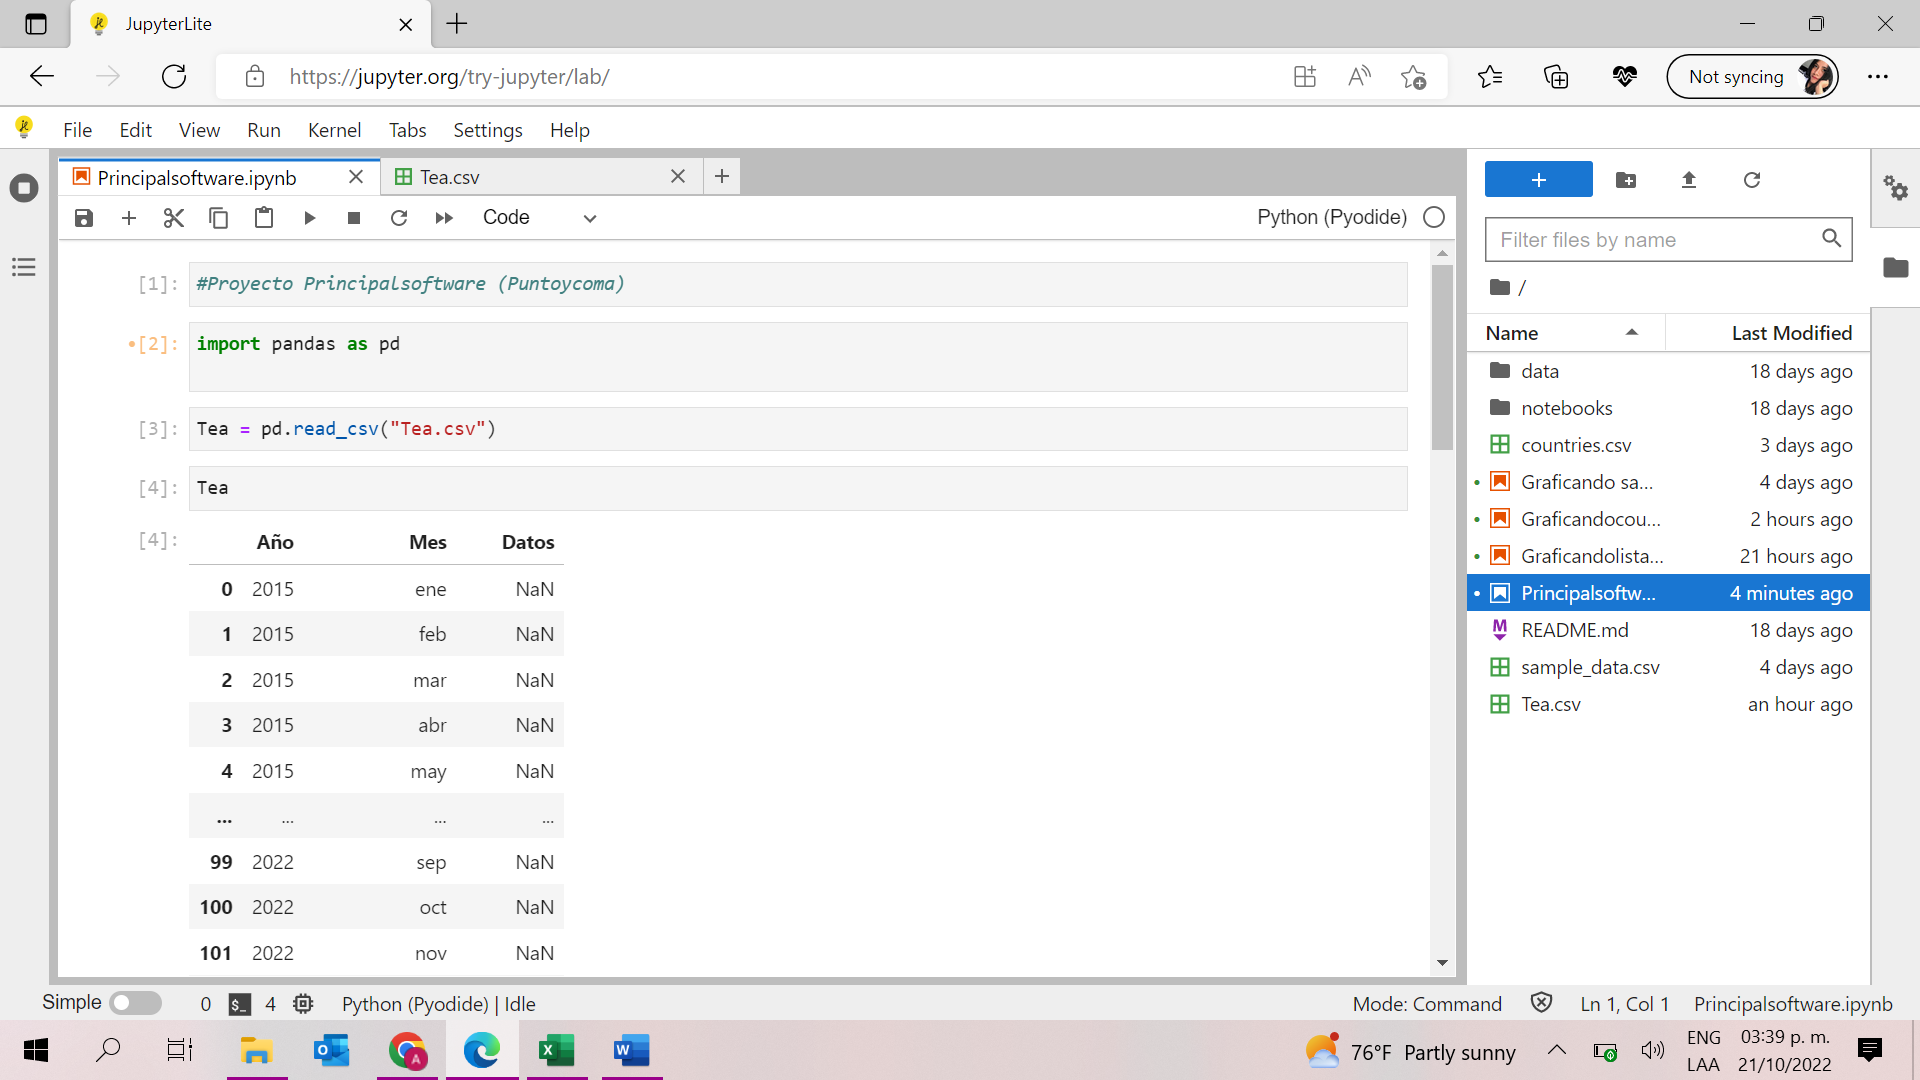 JupyterLite
https://jupyter.org/try-jupyter/lab/
Not syncing
File Edit View Run Kernel Tabs Settings Help
Principalsoftware.ipynb
Tea.csv
Code
Python (Pyodide)
[1]: #Proyecto Principalsoftware (Puntoycoma)
[2]: import pandas as pd
[3]: Tea = pd.read_csv("Tea.csv")
[4]: Tea
[4]: Año Mes Datos
0 2015 ene NaN
1 2015 feb NaN
2 2015 mar NaN
3 2015 abr NaN
4 2015 may NaN
... ... ... ...
99 2022 sep NaN
100 2022 oct NaN
101 2022 nov NaN
Filter files by name
/
Name Last Modified
data 18 days ago
notebooks 18 days ago
countries.csv 3 days ago
Graficando sa... 4 days ago
Graficandocou... 2 hours ago
Graficandolista... 21 hours ago
Principalsoftw... 4 minutes ago
README.md 18 days ago
sample_data.csv 4 days ago
Tea.csv an hour ago
Simple 0 $_ 4 Python (Pyodide) | Idle Mode: Command Ln 1, Col 1 Principalsoftware.ipynb
76°F Partly sunny
ENG 03:39 p. m.
LAA 21/10/2022